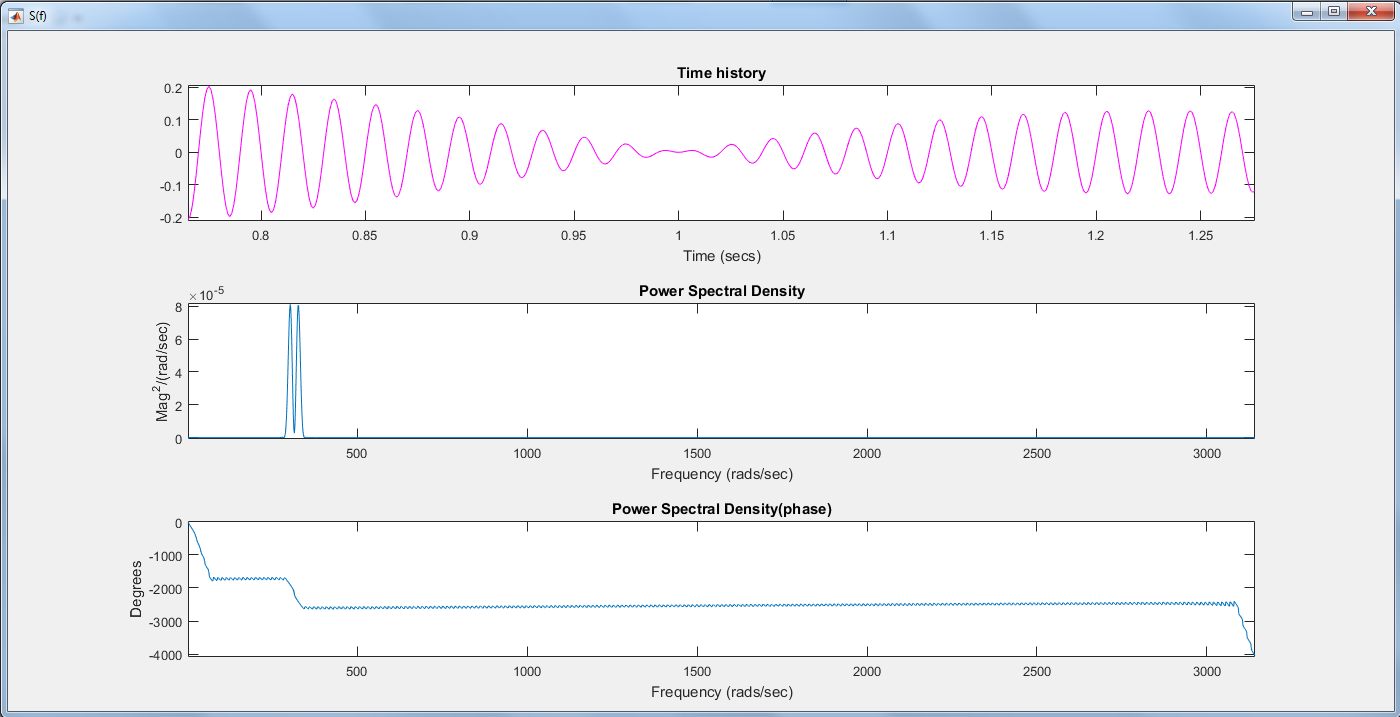 S(f)
Time history
0.2
0.1
0
-0.1
-0.2
0.8 0.85 0.9 0.95 1 1.05 1.1 1.15 1.2 1.25
Time (secs)
Power Spectral Density
×10⁻⁵
Mag²/(rad/sec)
8
6
4
2
0
500 1000 1500 2000 2500 3000
Frequency (rads/sec)
Power Spectral Density(phase)
Degrees
0
-1000
-2000
-3000
-4000
500 1000 1500 2000 2500 3000
Frequency (rads/sec)